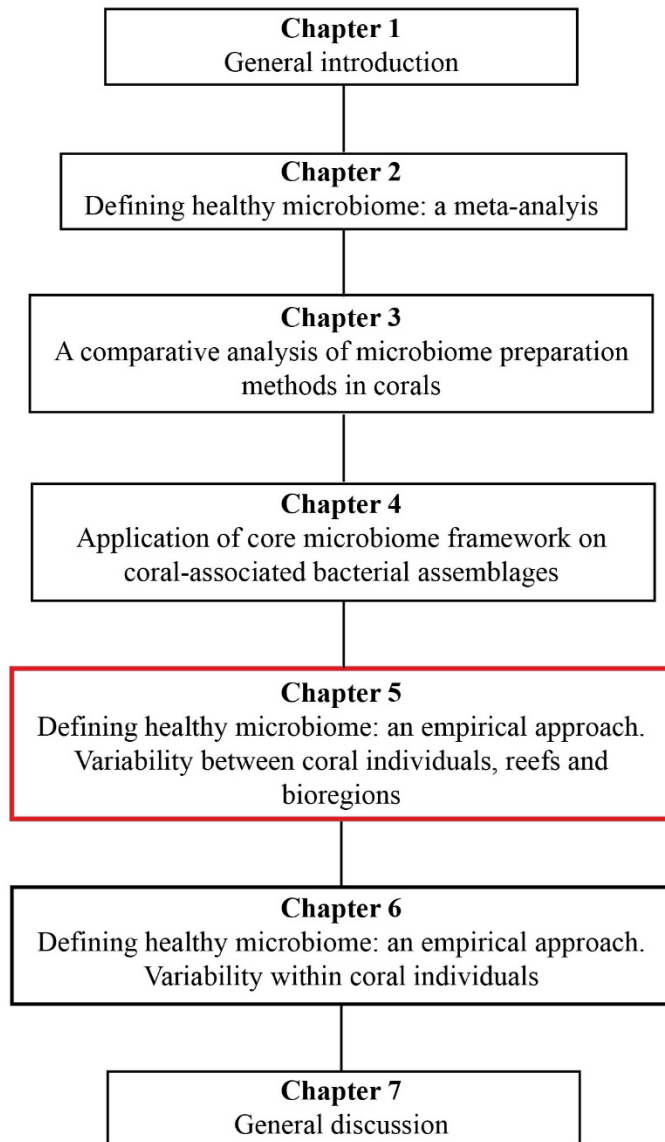 Chapter 1
General introduction
Chapter 2
Defining healthy microbiome: a meta-analyis
Chapter 3
A comparative analysis of microbiome preparation
methods in corals
Chapter 4
Application of core microbiome framework on
coral-associated bacterial assemblages
Chapter 5
Defining healthy microbiome: an empirical approach.
Variability between coral individuals, reefs and
bioregions
Chapter 6
Defining healthy microbiome: an empirical approach.
Variability within coral individuals
Chapter 7
General discussion